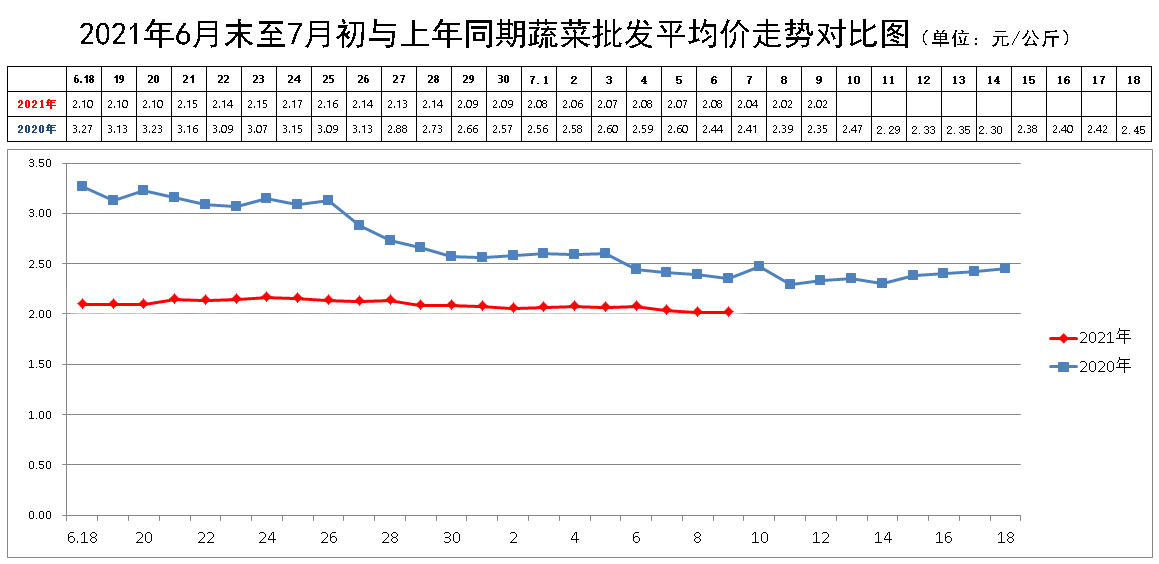 2021年6月末至7月初与上年同期蔬菜批发平均价走势对比图（单位：元/公斤）
6.18 19 20 21 22 23 24 25 26 27 28 29 30 7.1 2 3 4 5 6 7 8 9 10 11 12 13 14 15 16 17 18
2021年 2.10 2.10 2.10 2.15 2.14 2.15 2.17 2.16 2.14 2.13 2.14 2.09 2.09 2.08 2.06 2.07 2.08 2.07 2.08 2.04 2.02 2.02
2020年 3.27 3.13 3.23 3.16 3.09 3.07 3.15 3.09 3.13 2.88 2.73 2.66 2.57 2.56 2.58 2.60 2.59 2.60 2.44 2.41 2.39 2.35 2.47 2.29 2.33 2.35 2.30 2.38 2.40 2.42 2.45
3.50
3.00
2.50
2.00
1.50
1.00
0.50
0.00
6.18 20 22 24 26 28 30 2 4 6 8 10 12 14 16 18
2021年
2020年